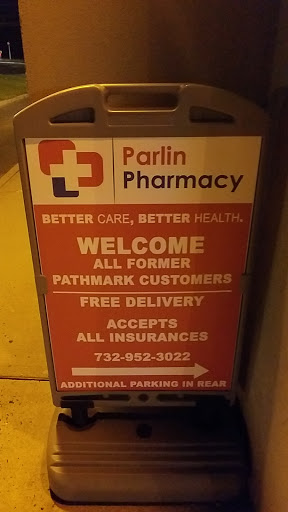 Parlin
Pharmacy
BETTER CARE, BETTER HEALTH.
WELCOME
ALL FORMER
PATHMARK CUSTOMERS
FREE DELIVERY
ACCEPTS
ALL INSURANCES
732-952-3022
ADDITIONAL PARKING IN REAR